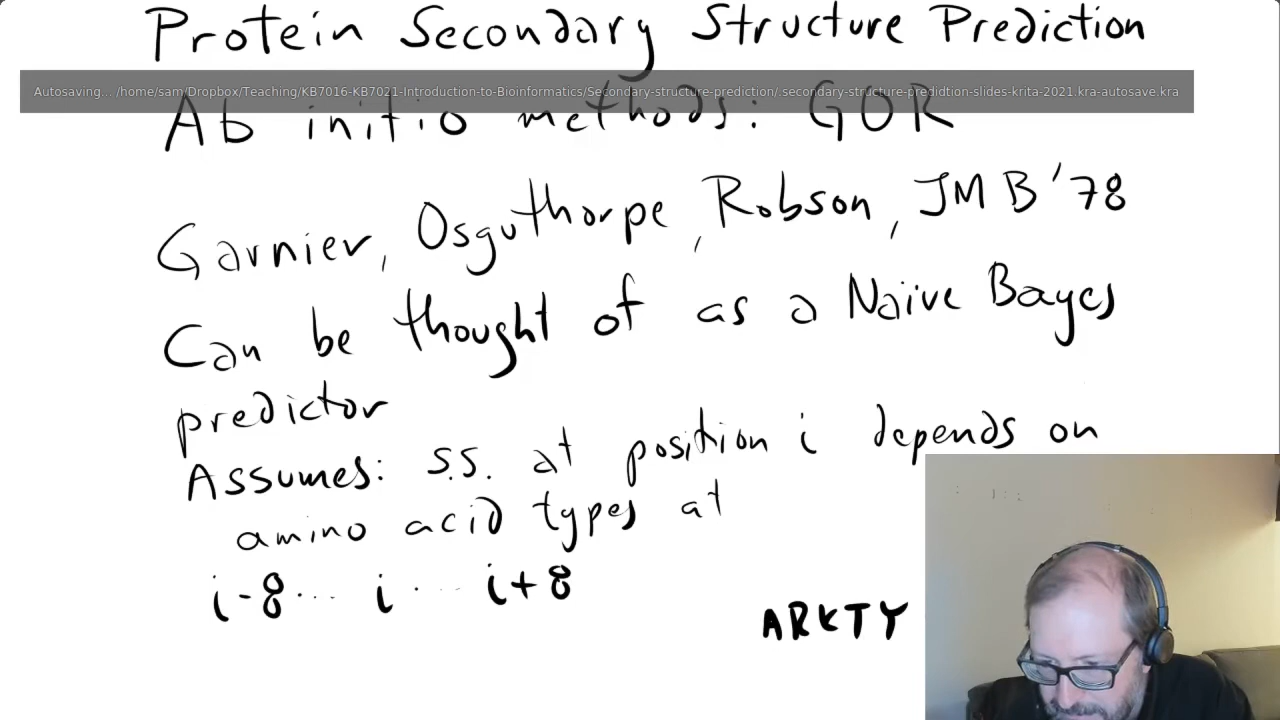 Protein Secondary Structure Prediction
Autosaving... /home/sam/Dropbox/Teaching/KB7016-KB7021-Introduction-to-Bioinformatics/Secondary-structure-prediction/.secondary-structure-predidtion-slides-krita-2021.kra-autosave.kra
Ab initio methods: GOR
Garnier, Osguthorpe, Robson, JMB '78
Can be thought of as a Naïve Bayes
predictor
Assumes: s.s. at position i depends on
amino acid types at
i-8... i ... i+8
ARKTY